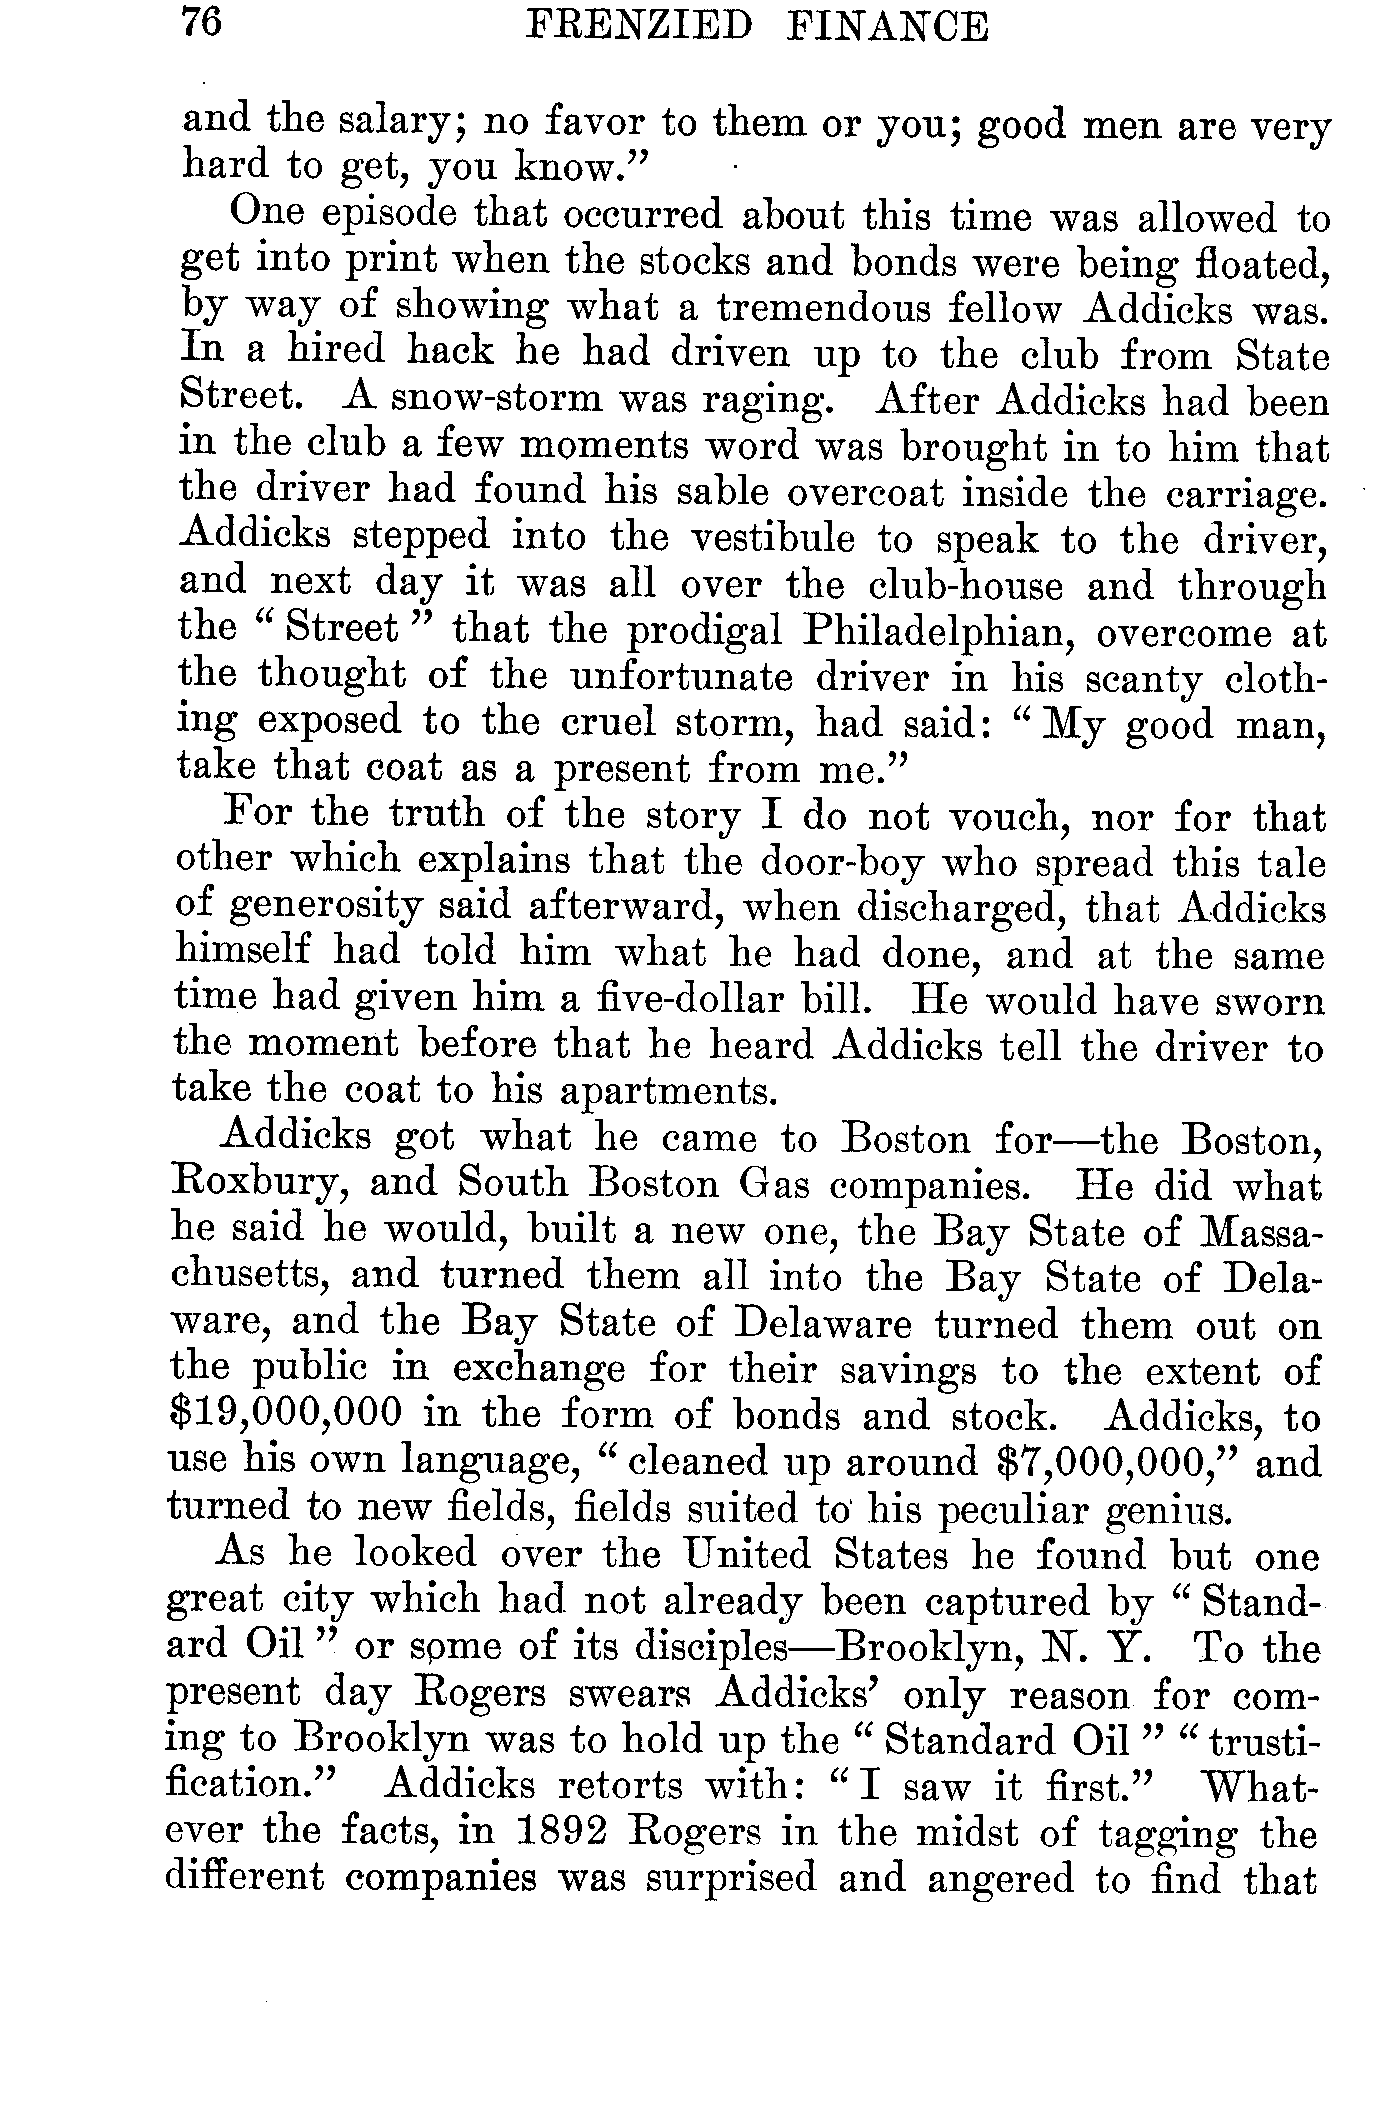 76 FRENZIED FINANCE
and the salary; no favor to them or you; good men are very
hard to get, you know.”
One episode that occurred about this time was allowed to
get into print when the stocks and bonds were being floated,
by way of showing what a tremendous fellow Addicks was.
In a hired hack he had driven up to the club from State
Street. A snow-storm was raging. After Addicks had been
in the club a few moments word was brought in to him that
the driver had found his sable overcoat inside the carriage.
Addicks stepped into the vestibule to speak to the driver,
and next day it was all over the club-house and through
the “ Street ” that the prodigal Philadelphian, overcome at
the thought of the unfortunate driver in his scanty cloth-
ing exposed to the cruel storm, had said: “ My good man,
take that coat as a present from me.”
For the truth of the story I do not vouch, nor for that
other which explains that the door-boy who spread this tale
of generosity said afterward, when discharged, that Addicks
himself had told him what he had done, and at the same
time had given him a five-dollar bill. He would have sworn
the moment before that he heard Addicks tell the driver to
take the coat to his apartments.
Addicks got what he came to Boston for—the Boston,
Roxbury, and South Boston Gas companies. He did what
he said he would, built a new one, the Bay State of Massa-
chusetts, and turned them all into the Bay State of Dela-
ware, and the Bay State of Delaware turned them out on
the public in exchange for their savings to the extent of
$19,000,000 in the form of bonds and stock. Addicks, to
use his own language, “ cleaned up around $7,000,000,” and
turned to new fields, fields suited to his peculiar genius.
As he looked over the United States he found but one
great city which had not already been captured by “ Stand-
ard Oil ” or some of its disciples—Brooklyn, N. Y. To the
present day Rogers swears Addicks’ only reason for com-
ing to Brooklyn was to hold up the “ Standard Oil ” “ trusti-
fication.” Addicks retorts with: “ I saw it first.” What-
ever the facts, in 1892 Rogers in the midst of tagging the
different companies was surprised and angered to find that